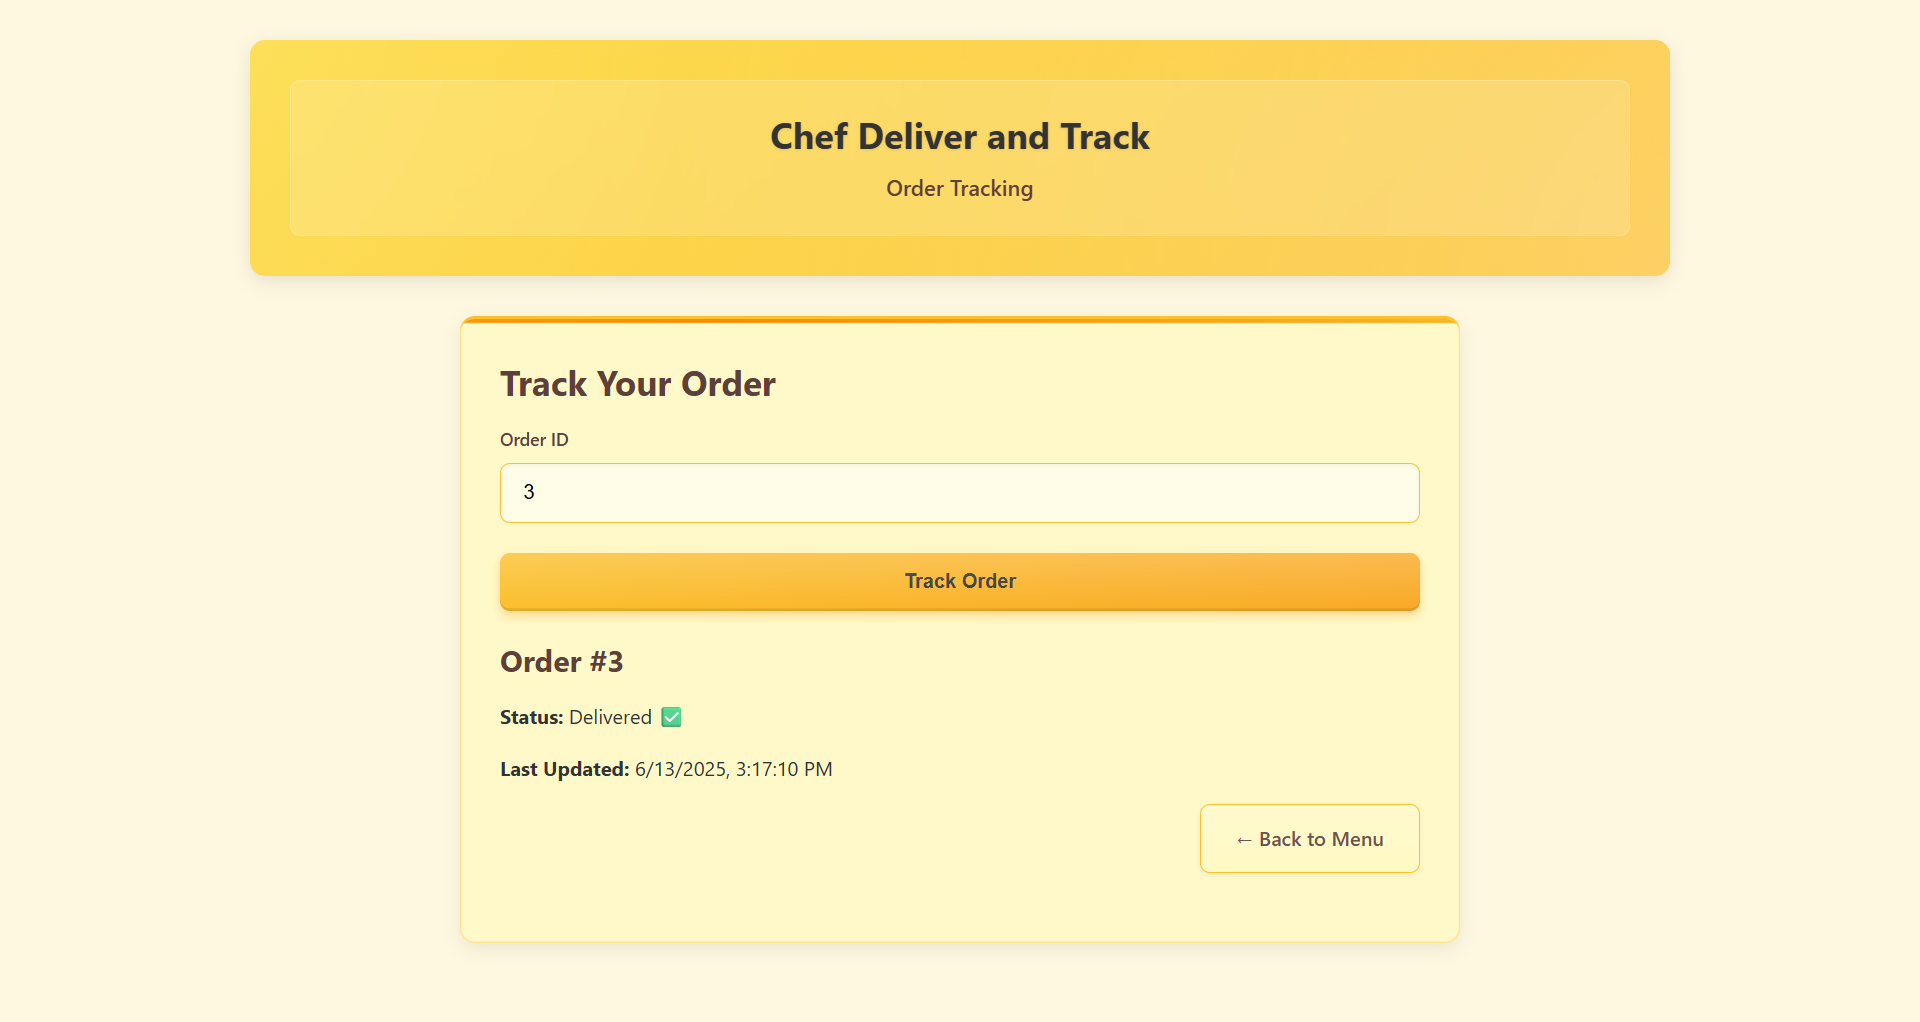 Chef Deliver and Track
Order Tracking
Track Your Order
Order ID
3
Track Order
Order #3
Status: Delivered ✅
Last Updated: 6/13/2025, 3:17:10 PM
← Back to Menu